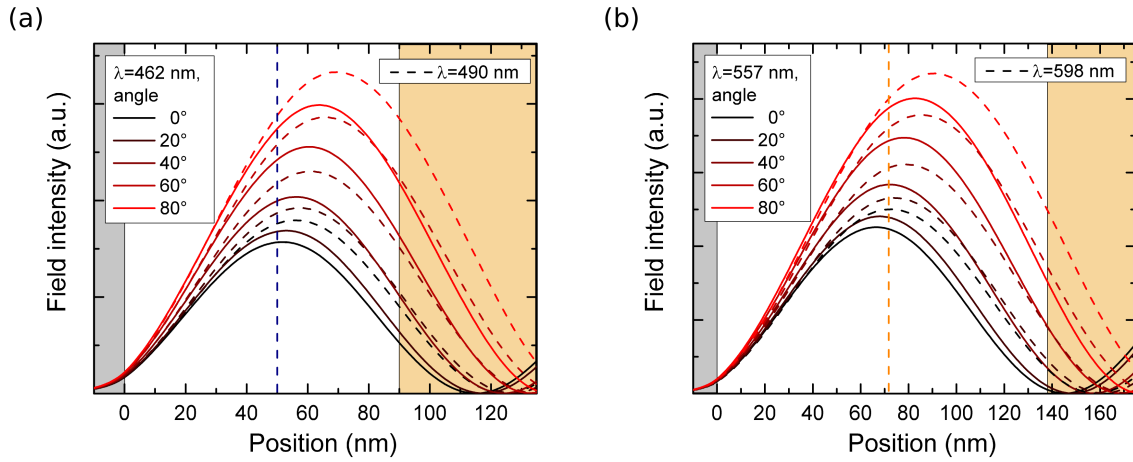 (a)
Field intensity (a.u.)
λ=462 nm,
angle
0°
20°
40°
60°
80°
λ=490 nm
0 20 40 60 80 100 120
Position (nm)
(b)
Field intensity (a.u.)
λ=557 nm,
angle
0°
20°
40°
60°
80°
λ=598 nm
0 20 40 60 80 100 120 140 160
Position (nm)